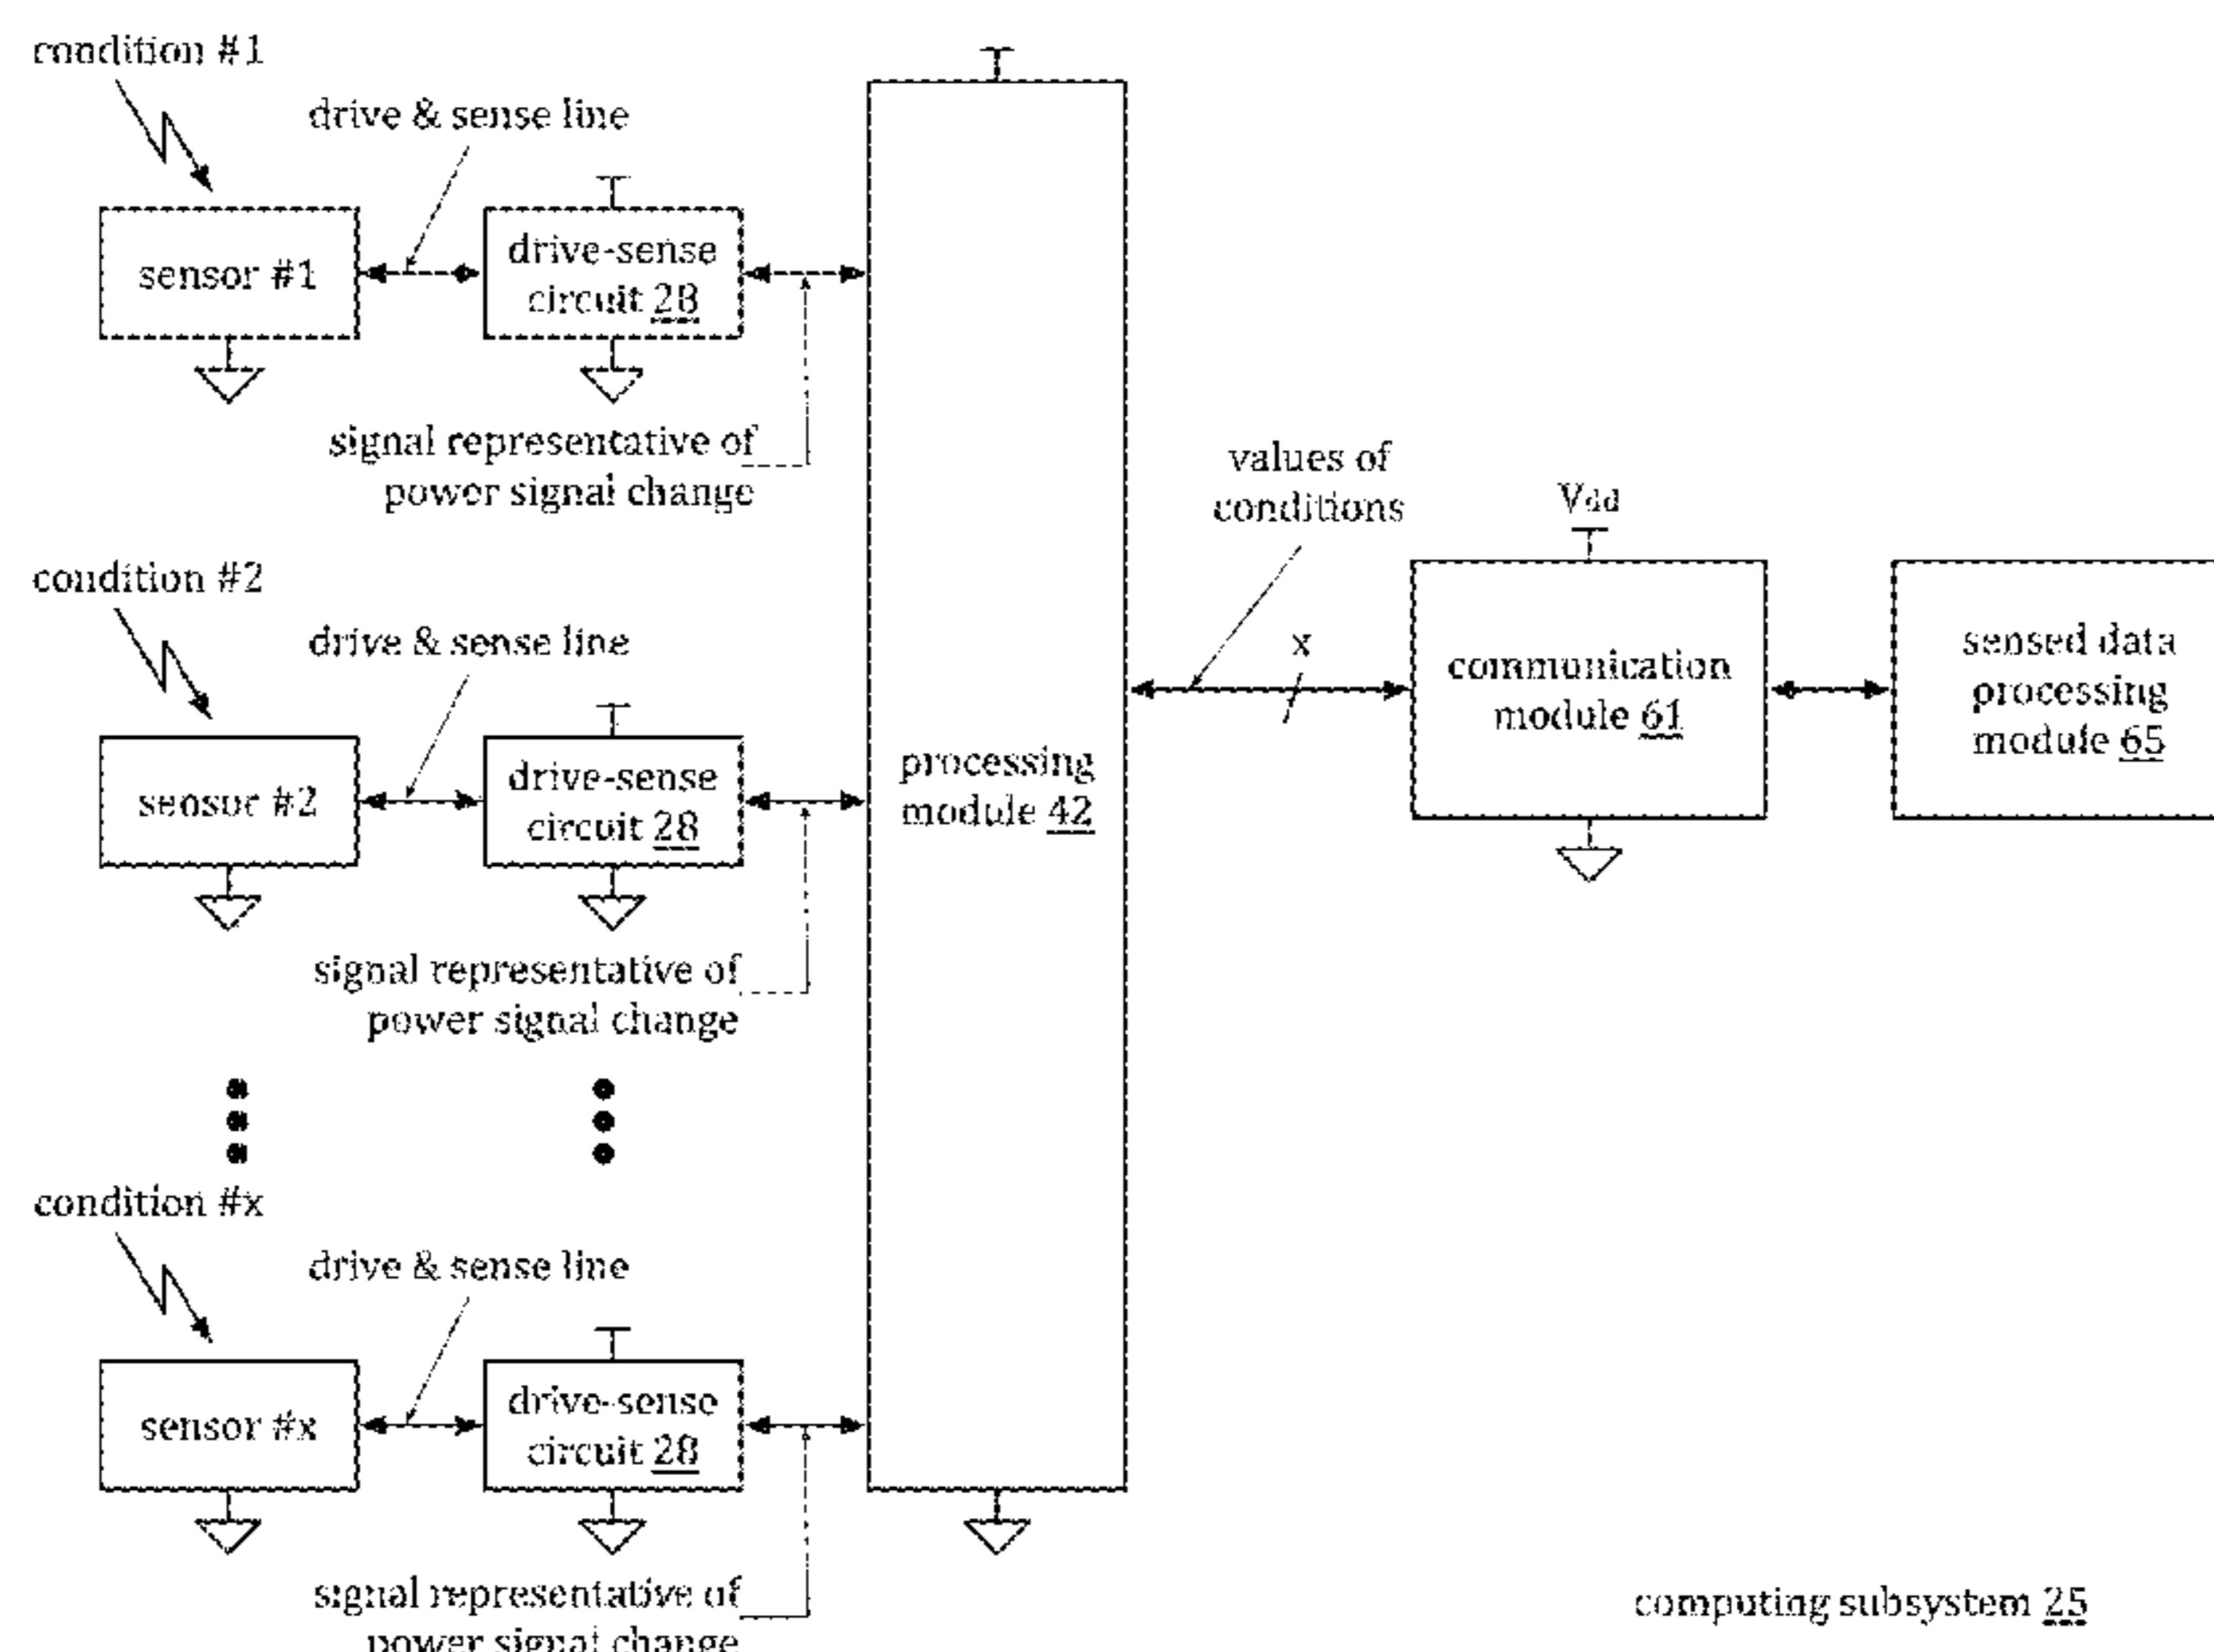 condition #1
drive & sense line
sensor #1
drive-sense
circuit 28
signal representative of
power signal change
condition #2
drive & sense line
sensor #2
drive-sense
circuit 28
signal representative of
power signal change
condition #x
drive & sense line
sensor #x
drive-sense
circuit 28
signal representative of
power signal change
processing
module 42
values of
conditions
x
Vdd
communication
module 61
sensed data
processing
module 65
computing subsystem 25